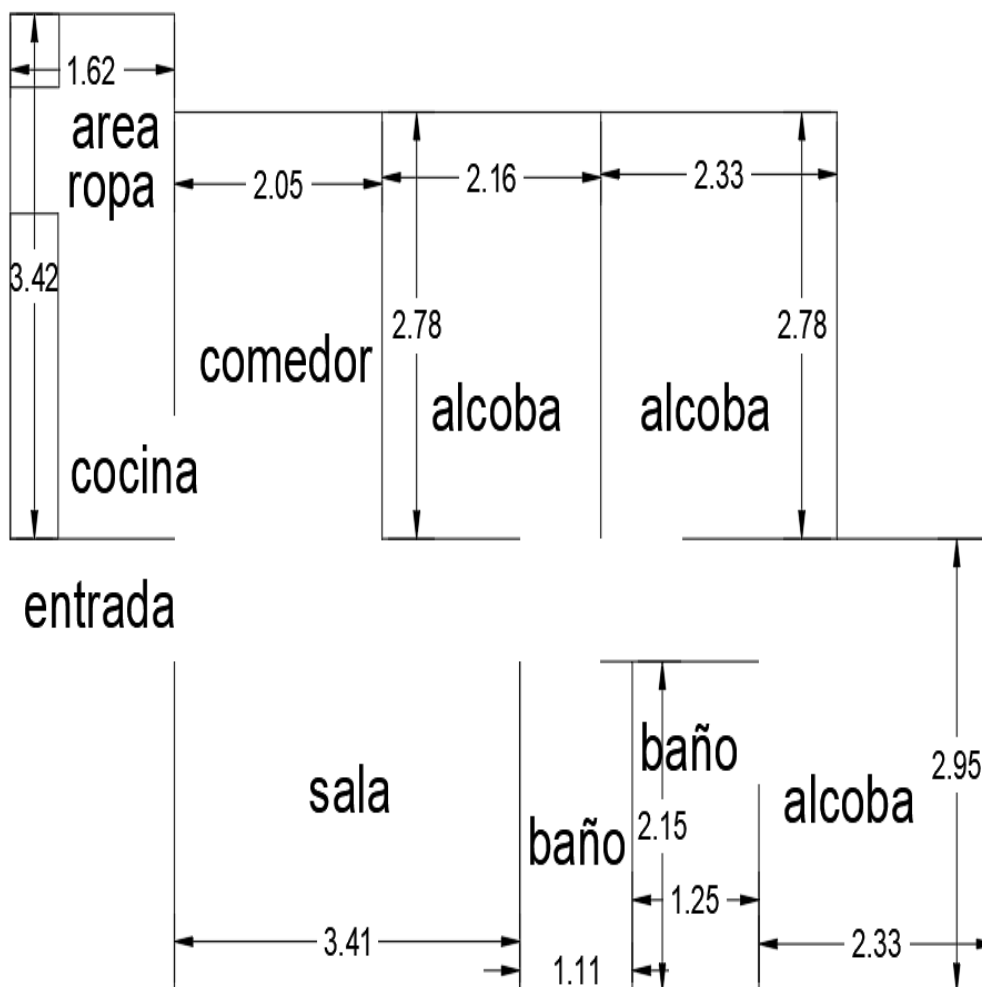 1.62
area
ropa
2.05
2.16
2.33
3.42
2.78
2.78
comedor
alcoba
alcoba
cocina
entrada
baño
2.95
sala
alcoba
baño
2.15
1.25
3.41
2.33
1.11